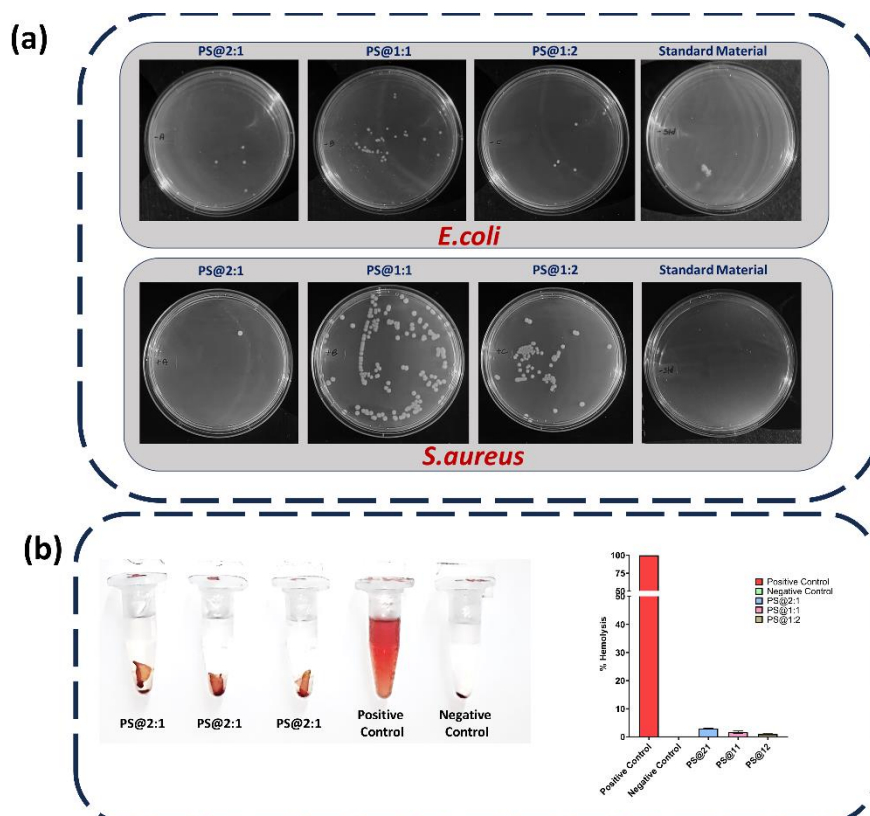 (a)
PS@2:1 PS@1:1 PS@1:2 Standard Material
-A -B -C -Std
E.coli
PS@2:1 PS@1:1 PS@1:2 Standard Material
+A +B +C +Std
S.aureus
(b)
PS@2:1 PS@2:1 PS@2:1 Positive Control Negative Control
% Hemolysis
100
75
50
50
40
30
20
10
0
Positive Control
Negative Control
PS@21
PS@11
PS@12
Positive Control
Negative Control
PS@2:1
PS@1:1
PS@1:2